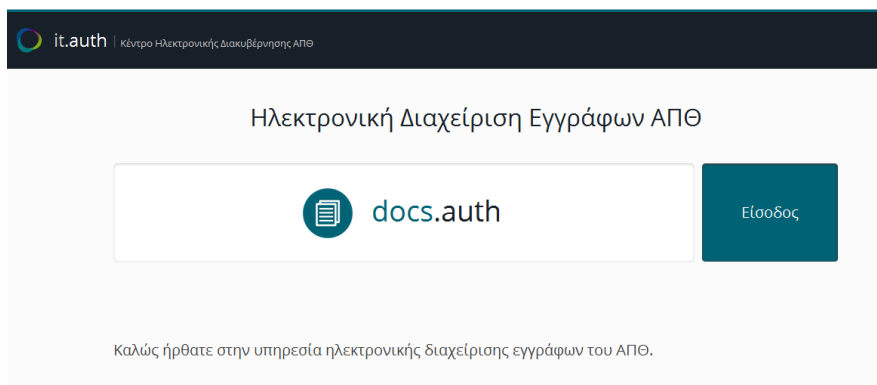 it.auth | Κέντρο Ηλεκτρονικής Διακυβέρνησης ΑΠΘ
Ηλεκτρονική Διαχείριση Εγγράφων ΑΠΘ
docs.auth
Είσοδος
Καλώς ήρθατε στην υπηρεσία ηλεκτρονικής διαχείρισης εγγράφων του ΑΠΘ.